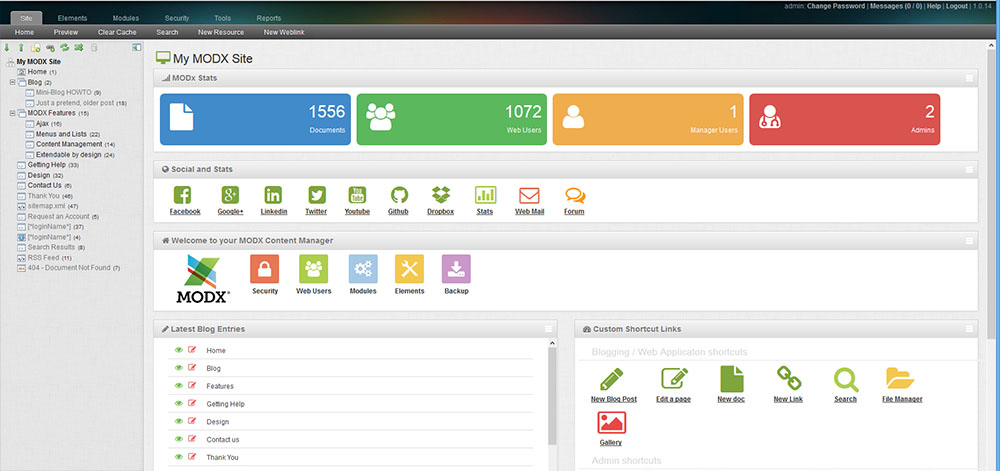 admin: Change Password | Messages (0 / 0) | Help | Logout | 1.0.14
Site Elements Modules Security Tools Reports
Home Preview Clear Cache Search New Resource New Weblink
My MODX Site
Home (1)
Blog (2)
Mini-Blog HOWTO (9)
Just a pretend, older post (18)
MODX Features (15)
Ajax (16)
Menus and Lists (22)
Content Management (14)
Extendable by design (24)
Getting Help (33)
Design (32)
Contact Us (6)
Thank You (46)
sitemap.xml (47)
Request an Account (5)
[*loginName*] (37)
[*loginName*] (4)
Search Results (8)
RSS Feed (11)
404 - Document Not Found (7)
My MODX Site
MODx Stats
1556
Documents
1072
Web Users
1
Manager Users
2
Admins
Social and Stats
Facebook Google+ Linkedin Twitter Youtube Github Dropbox Stats Web Mail Forum
Welcome to your MODX Content Manager
MODX
Security Web Users Modules Elements Backup
Latest Blog Entries
Home
Blog
Features
Getting Help
Design
Contact us
Thank You
Custom Shortcut Links
Blogging / Web Applicaton shortcuts
New Blog Post Edit a page New doc New Link Search File Manager
Gallery
Admin shortcuts